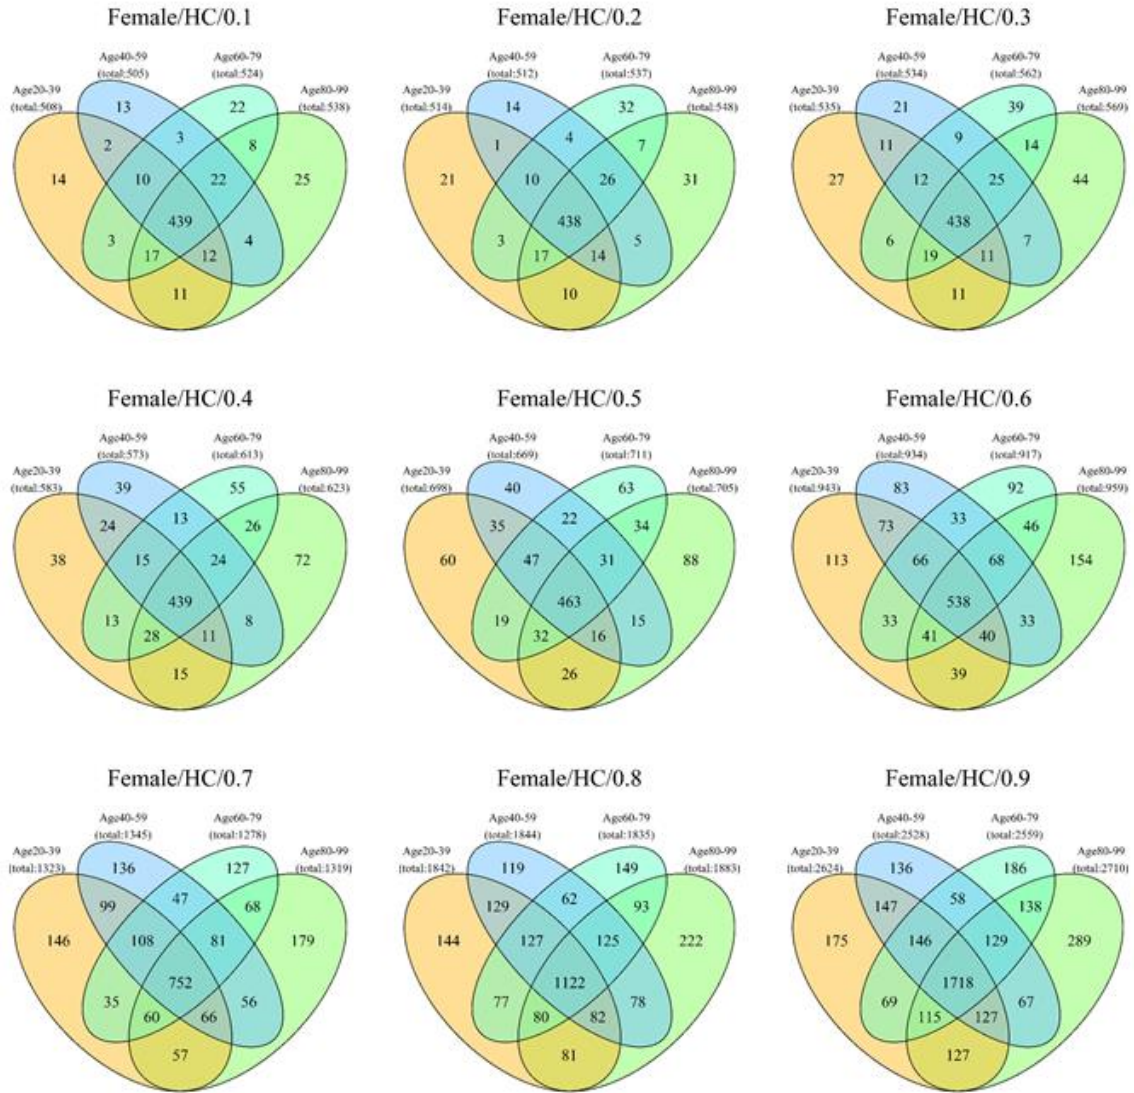 Female/HC/0.1
Age40-59 Age60-79
(total:505) (total:524)
Age20-39 Age80-99
(total:508) (total:538)
13 22
2 3 8
14 10 22 25
439
3 4
17 12
11
Female/HC/0.2
Age40-59 Age60-79
(total:512) (total:537)
Age20-39 Age80-99
(total:514) (total:548)
14 32
1 4 7
21 10 26 31
438
3 5
17 14
10
Female/HC/0.3
Age40-59 Age60-79
(total:534) (total:562)
Age20-39 Age80-99
(total:535) (total:569)
21 39
11 9 14
27 12 25 44
438
6 7
19 11
11
Female/HC/0.4
Age40-59 Age60-79
(total:573) (total:613)
Age20-39 Age80-99
(total:583) (total:623)
39 55
24 13 26
38 15 24 72
439
13 8
28 11
15
Female/HC/0.5
Age40-59 Age60-79
(total:669) (total:711)
Age20-39 Age80-99
(total:698) (total:705)
40 63
35 22 34
60 47 31 88
463
19 15
32 16
26
Female/HC/0.6
Age40-59 Age60-79
(total:934) (total:917)
Age20-39 Age80-99
(total:943) (total:959)
83 92
73 33 46
113 66 68 154
538
33 33
41 40
39
Female/HC/0.7
Age40-59 Age60-79
(total:1345) (total:1278)
Age20-39 Age80-99
(total:1323) (total:1319)
136 127
99 47 68
146 108 81 179
752
35 56
60 66
57
Female/HC/0.8
Age40-59 Age60-79
(total:1844) (total:1835)
Age20-39 Age80-99
(total:1842) (total:1883)
119 149
129 62 93
144 127 125 222
1122
77 78
80 82
81
Female/HC/0.9
Age40-59 Age60-79
(total:2528) (total:2559)
Age20-39 Age80-99
(total:2624) (total:2710)
136 186
147 58 138
175 146 129 289
1718
69 67
115 127
127